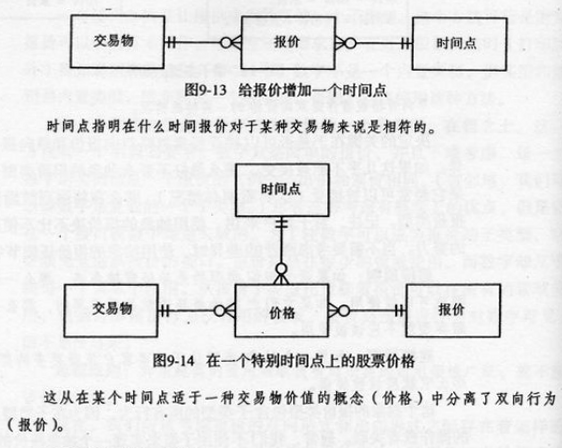 交易物 报价 时间点
图9-13 给报价增加一个时间点
时间点指明在什么时间报价对于某种交易物来说是相符的。
时间点
交易物 价格 报价
图9-14 在一个特别时间点上的股票价格
这从在某个时间点适于一种交易物价值的概念（价格）中分离了双向行为
（报价）。